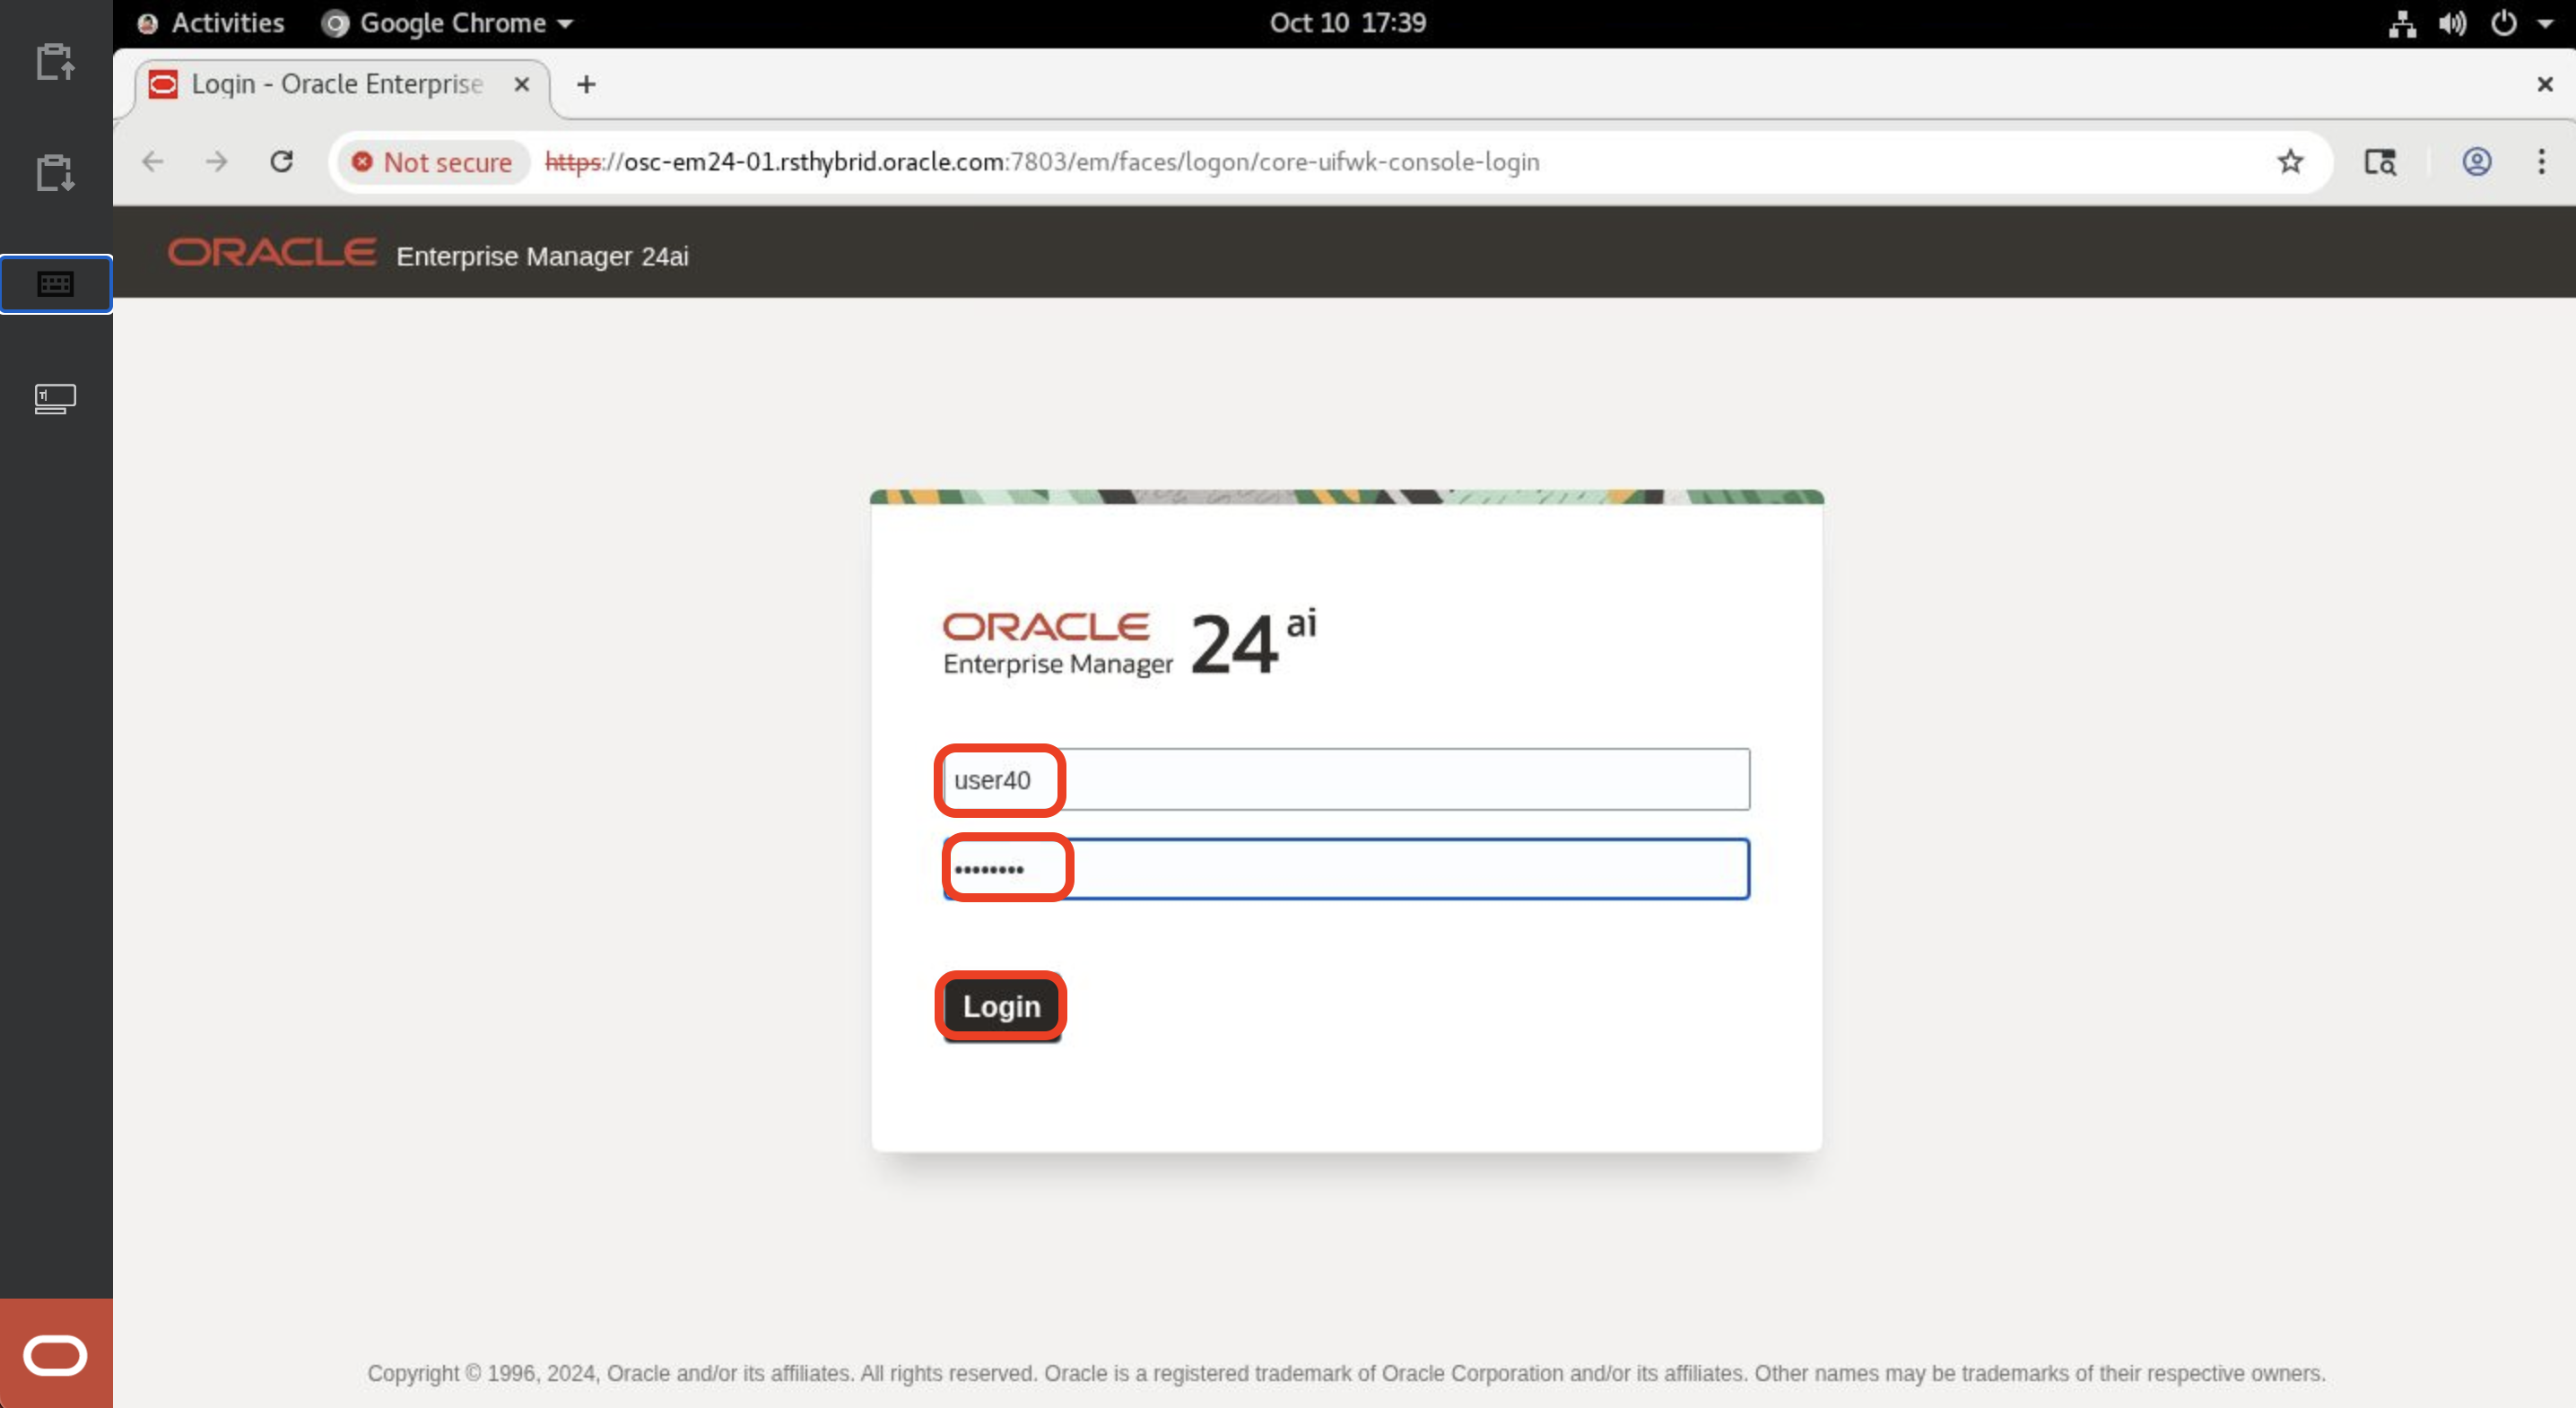 Activities Google Chrome Oct 10 17:39
Login - Oracle Enterprise
Not secure https://osc-em24-01.rsthybrid.oracle.com:7803/em/faces/logon/core-uifwk-console-login
ORACLE Enterprise Manager 24ai
ORACLE
Enterprise Manager 24 ai
user40
••••••••
Login
Copyright © 1996, 2024, Oracle and/or its affiliates. All rights reserved. Oracle is a registered trademark of Oracle Corporation and/or its affiliates. Other names may be trademarks of their respective owners.